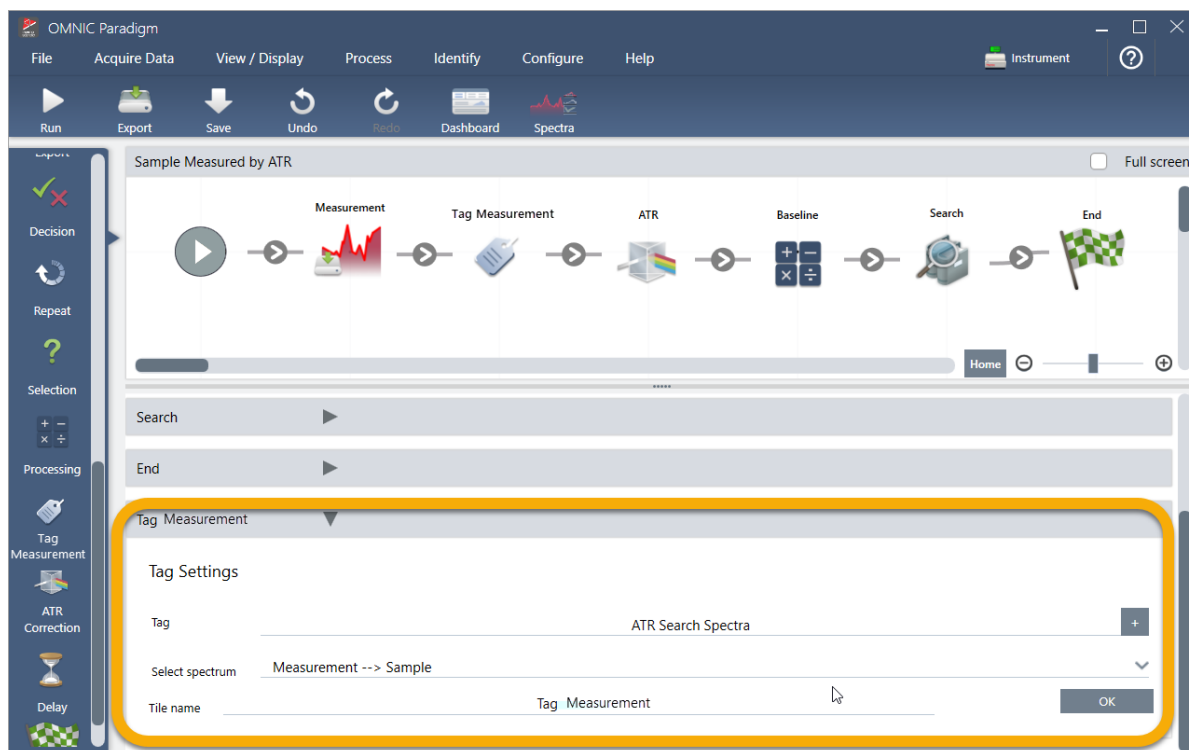 OMNIC Paradigm
File Acquire Data View / Display Process Identify Configure Help Instrument
Run Export Save Undo Redo Dashboard Spectra
Export
Decision
Repeat
Selection
Processing
Tag
Measurement
ATR
Correction
Delay
Sample Measured by ATR Full screen
Measurement Tag Measurement ATR Baseline Search End
Home
Search
End
Tag Measurement
Tag Settings
Tag ATR Search Spectra +
Select spectrum Measurement --> Sample
Tile name Tag Measurement OK